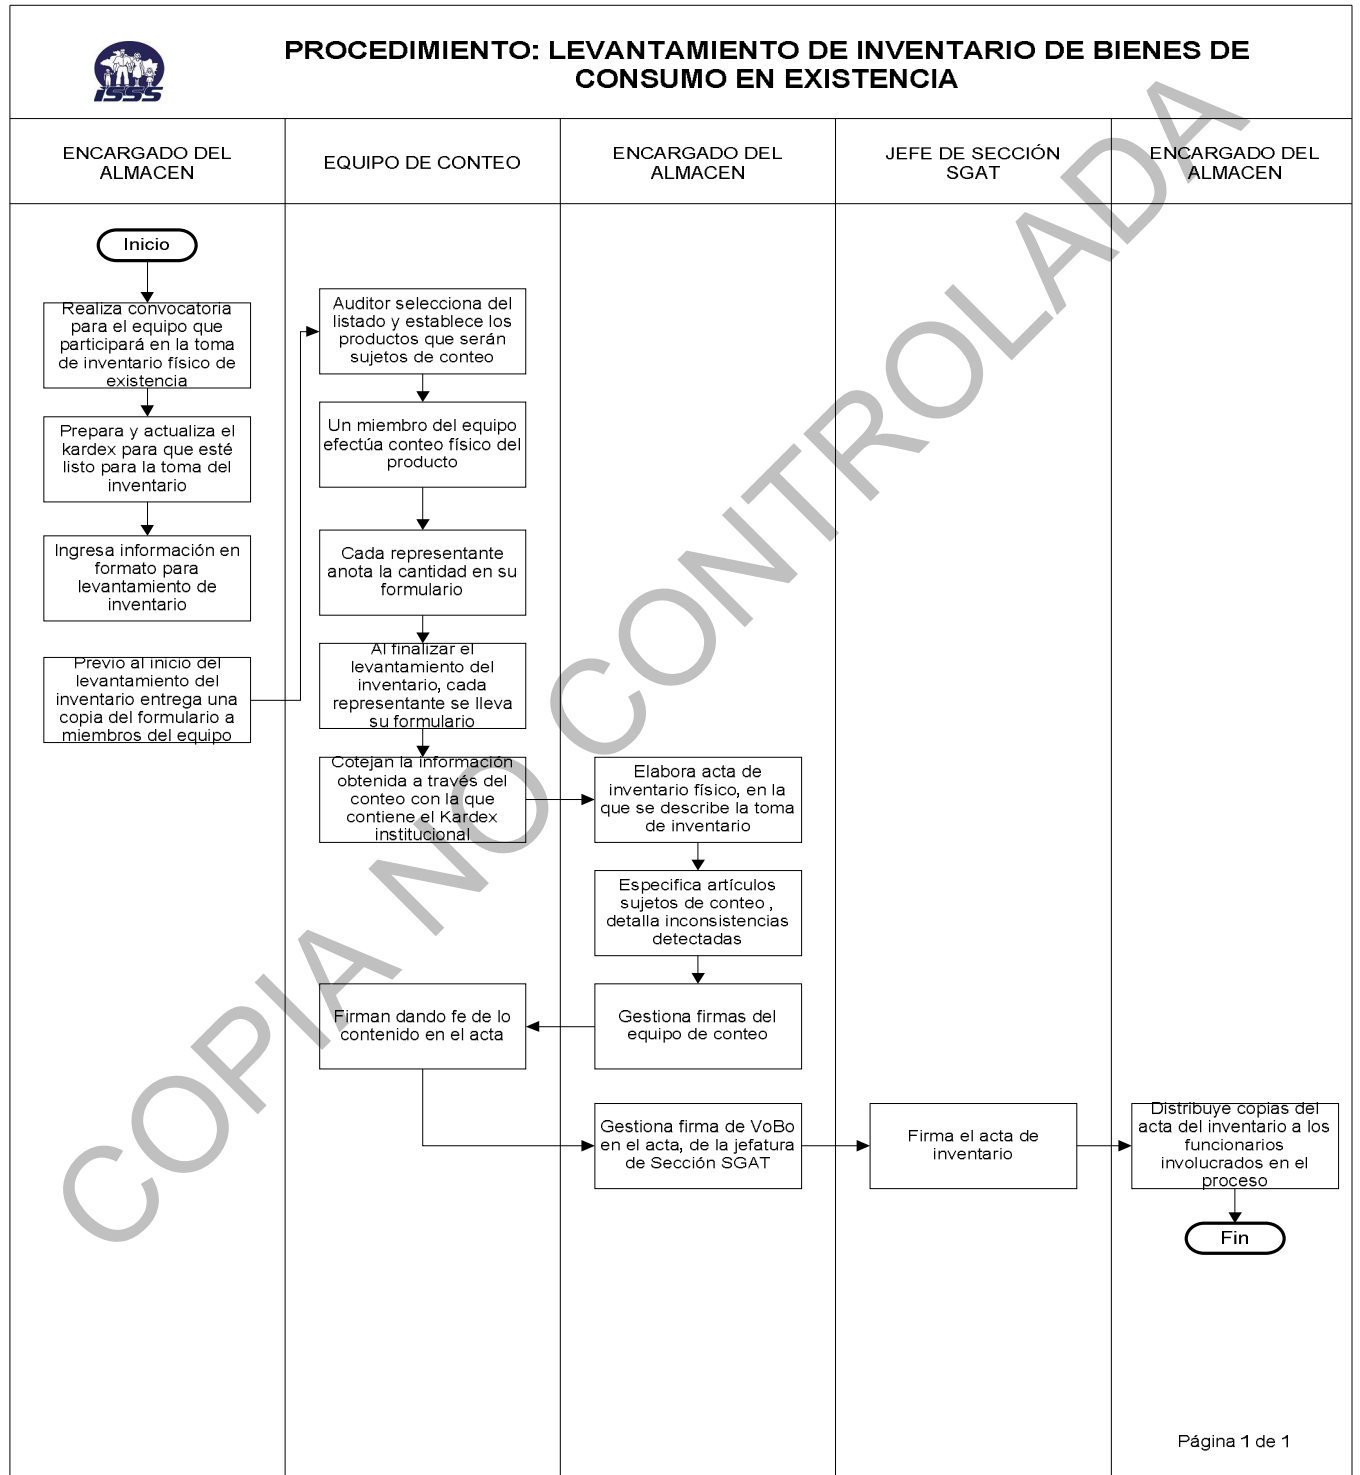 ISSS
PROCEDIMIENTO: LEVANTAMIENTO DE INVENTARIO DE BIENES DE
CONSUMO EN EXISTENCIA
ENCARGADO DEL
ALMACEN
EQUIPO DE CONTEO
ENCARGADO DEL
ALMACEN
JEFE DE SECCIÓN
SGAT
ENCARGADO DEL
ALMACEN
Inicio
Realiza convocatoria
para el equipo que
participará en la toma
de inventario físico de
existencia
Prepara y actualiza el
kardex para que esté
listo para la toma del
inventario
Ingresa información en
formato para
levantamiento de
inventario
Previo al inicio del
levantamiento del
inventario entrega una
copia del formulario a
miembros del equipo
Auditor selecciona del
listado y establece los
productos que serán
sujetos de conteo
Un miembro del equipo
efectúa conteo físico del
producto
Cada representante
anota la cantidad en su
formulario
Al finalizar el
levantamiento del
inventario, cada
representante se lleva
su formulario
Cotejan la información
obtenida a través del
conteo con la que
contiene el Kardex
institucional
Elabora acta de
inventario físico, en la
que se describe la toma
de inventario
Especifica artículos
sujetos de conteo ,
detalla inconsistencias
detectadas
Gestiona firmas del
equipo de conteo
Firman dando fe de lo
contenido en el acta
Gestiona firma de VoBo
en el acta, de la jefatura
de Sección SGAT
Firma el acta de
inventario
Distribuye copias del
acta del inventario a los
funcionarios
involucrados en el
proceso
Fin
COPIA NO CONTROLADA
Página 1 de 1